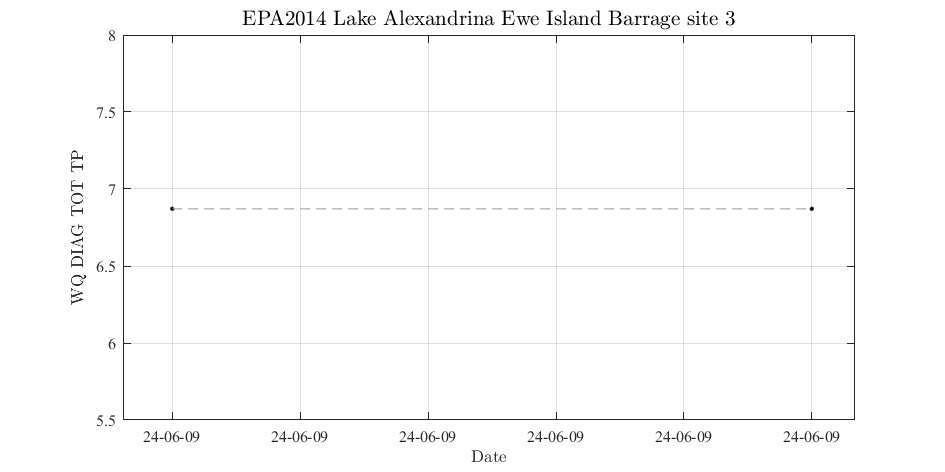 EPA2014 Lake Alexandrina Ewe Island Barrage site 3
8
7.5
7
6.5
6
5.5
WQ DIAG TOT TP
24-06-09 24-06-09 24-06-09 24-06-09 24-06-09 24-06-09
Date